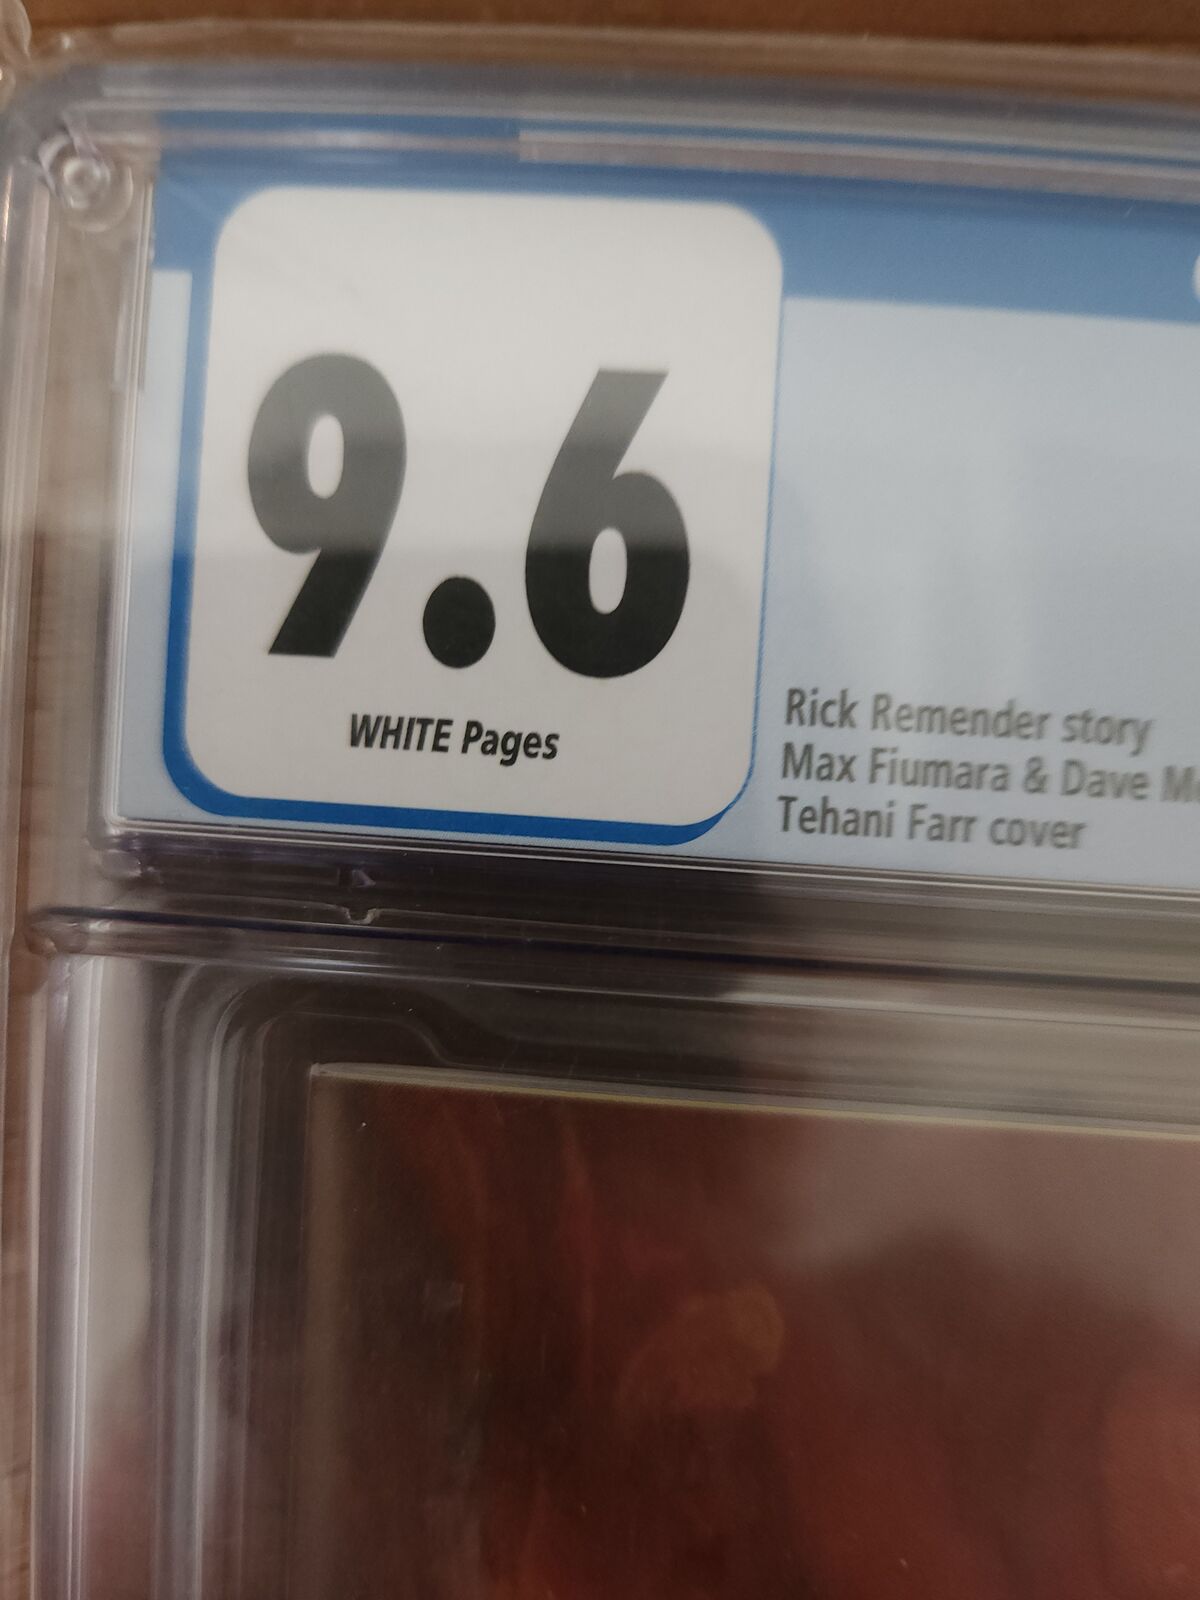 9.6
WHITE Pages
Rick Remender story
Max Fiumara & Dave
Tehani Farr cover